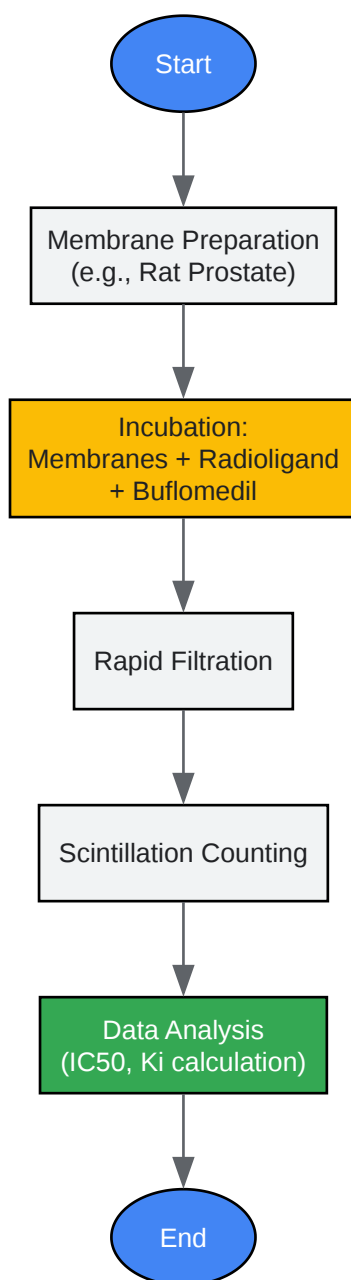 Start
Membrane Preparation
(e.g., Rat Prostate)
Incubation:
Membranes + Radioligand
+ Buflomedil
Rapid Filtration
Scintillation Counting
Data Analysis
(IC50, Ki calculation)
End